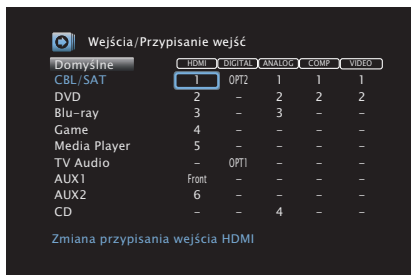 Wejścia/Przypisanie wejść
Domyślne HDMI DIGITAL ANALOG COMP VIDEO
CBL/SAT 1 OPT2 1 1 1
DVD 2 – 2 2 2
Blu-ray 3 – 3 – –
Game 4 – – – –
Media Player 5 – – – –
TV Audio – OPT1 – – –
AUX1 Front – – – –
AUX2 6 – – – –
CD – – 4 – –
Zmiana przypisania wejścia HDMI